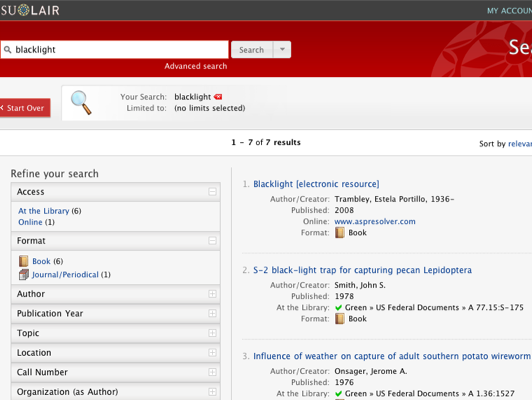 SU LAIR
MY ACCOUN
blacklight
Search
Se
Advanced search
Start Over
Your Search: blacklight
Limited to: (no limits selected)
1 - 7 of 7 results
Sort by relevan
Refine your search
Access
At the Library (6)
Online (1)
Format
Book (6)
Journal/Periodical (1)
Author
Publication Year
Topic
Location
Call Number
Organization (as Author)
1. Blacklight [electronic resource]
Author/Creator: Trambley, Estela Portillo, 1936-
Published: 2008
Online: www.aspresolver.com
Format: Book
2. S-2 black-light trap for capturing pecan Lepidoptera
Author/Creator: Smith, John S.
Published: 1978
At the Library: Green » US Federal Documents » A 77.15:S-175
Format: Book
3. Influence of weather on capture of adult southern potato wireworm
Author/Creator: Onsager, Jerome A.
Published: 1976
At the Library: Green » US Federal Documents » A 1.36:1527